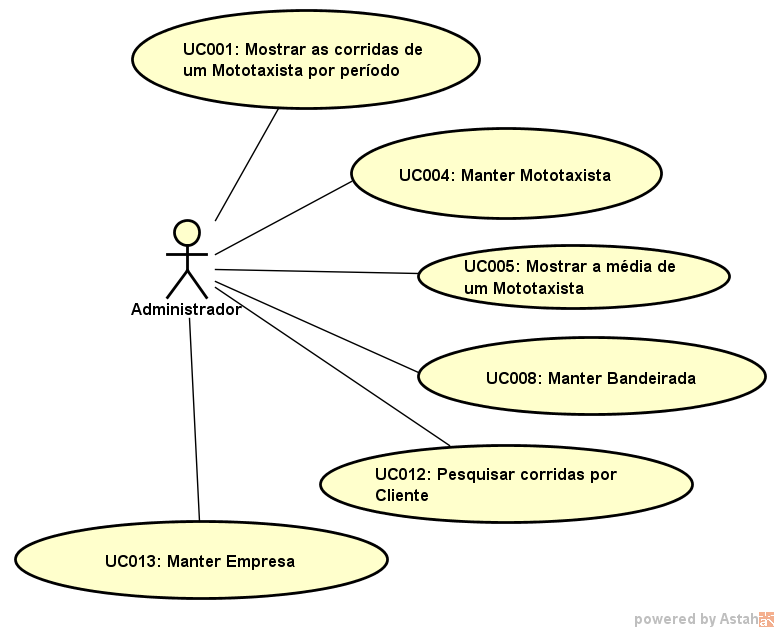 UC001: Mostrar as corridas de
um Mototaxista por período
UC004: Manter Mototaxista
UC005: Mostrar a média de
um Mototaxista
Administrador
UC008: Manter Bandeirada
UC012: Pesquisar corridas por
Cliente
UC013: Manter Empresa
powered by Astah